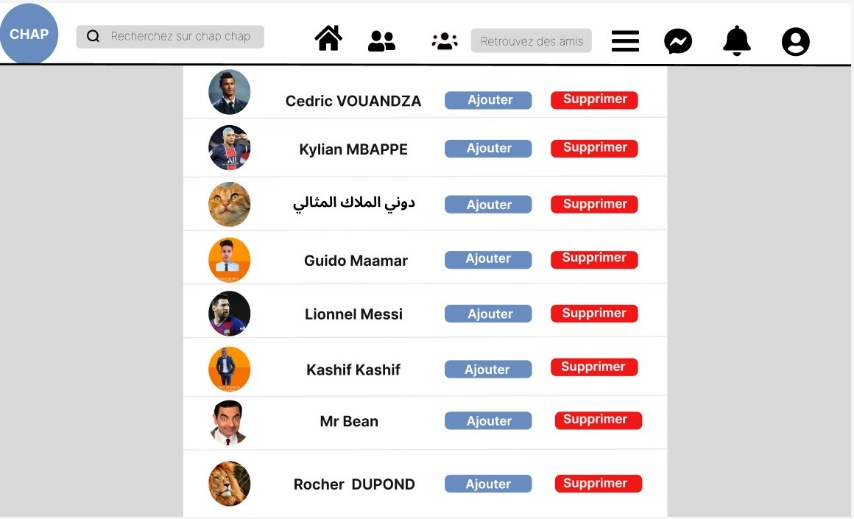 CHAP
Recherchez sur chap chap
Retrouvez des amis
Cedric VOUANDZA Ajouter Supprimer
Kylian MBAPPE Ajouter Supprimer
دوني الملاك المثالي Ajouter Supprimer
Guido Maamar Ajouter Supprimer
Lionnel Messi Ajouter Supprimer
Kashif Kashif Ajouter Supprimer
Mr Bean Ajouter Supprimer
Rocher DUPOND Ajouter Supprimer